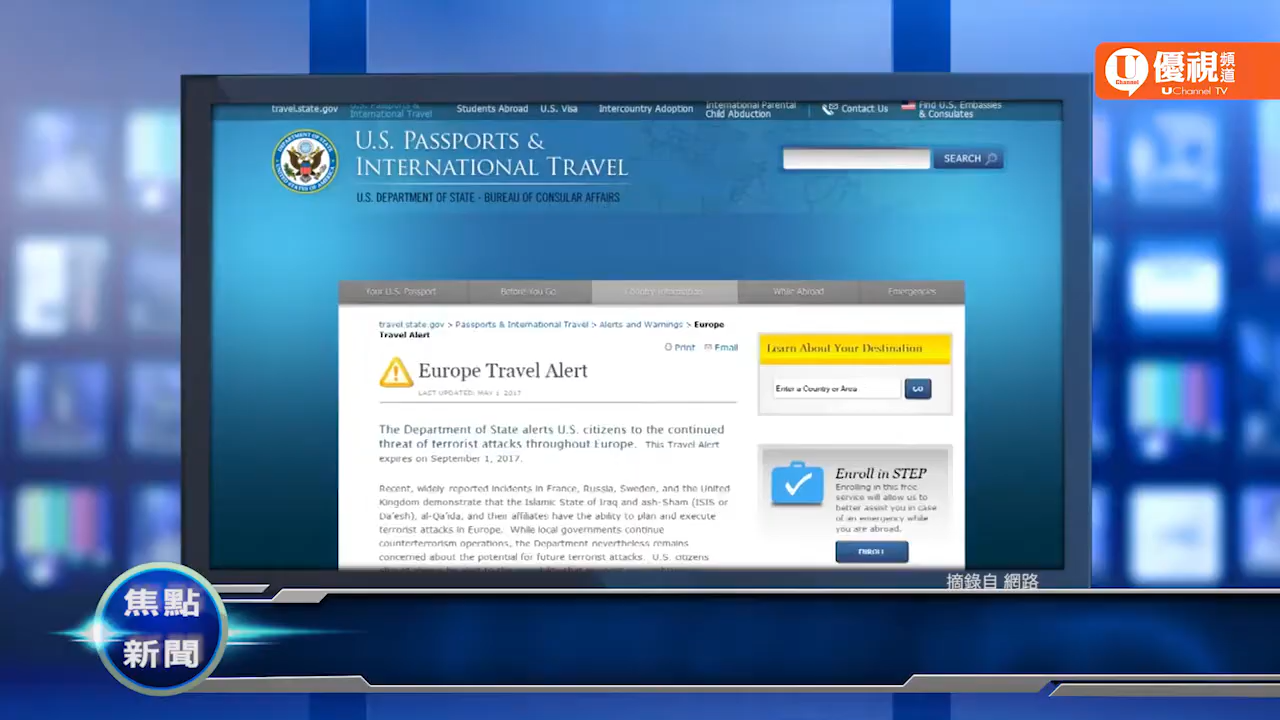 U
Channel
優視
頻道
UChannel TV
travel.state.gov
International Travel
Students Abroad
U.S. Visa
Intercountry Adoption
International Parental
Child Abduction
Contact Us
Find U.S. Embassies
& Consulates
U.S. PASSPORTS &
INTERNATIONAL TRAVEL
U.S. DEPARTMENT OF STATE - BUREAU OF CONSULAR AFFAIRS
SEARCH
Your U.S. Passport
Before You Go
Country Information
While Abroad
Emergencies
travel.state.gov > Passports & International Travel > Alerts and Warnings > Europe
Travel Alert
Print
Email
Europe Travel Alert
LAST UPDATED: MAY 1, 2017
The Department of State alerts U.S. citizens to the continued
threat of terrorist attacks throughout Europe. This Travel Alert
expires on September 1, 2017.
Recent, widely reported incidents in France, Russia, Sweden, and the United
Kingdom demonstrate that the Islamic State of Iraq and ash-Sham (ISIS or
Da'esh), al-Qa'ida, and their affiliates have the ability to plan and execute
terrorist attacks in Europe. While local governments continue
counterterrorism operations, the Department nevertheless remains
concerned about the potential for future terrorist attacks. U.S. citizens
Learn About Your Destination
Enter a Country or Area
GO
Enroll in STEP
Enrolling in this free
service will allow us to
better assist you in case
of an emergency while
you are abroad.
ENROLL
摘錄自 網路
焦點
新聞